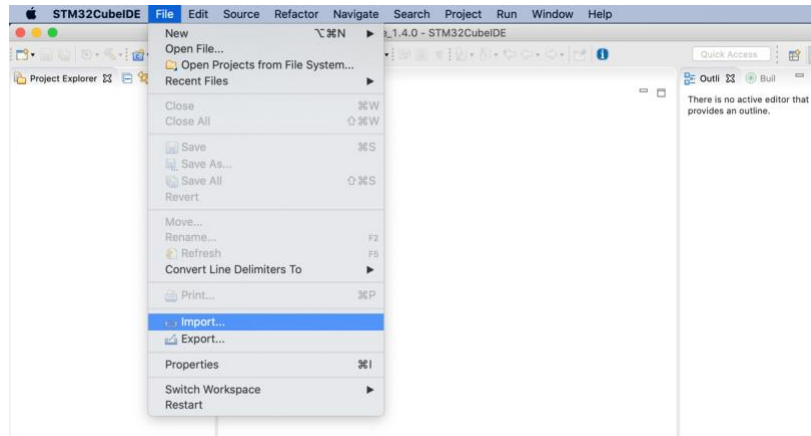 STM32CubeIDE File Edit Source Refactor Navigate Search Project Run Window Help
e_1.4.0 - STM32CubeIDE
Quick Access
Project Explorer
New ⌥⌘N
Open File...
Open Projects from File System...
Recent Files
Close ⌘W
Close All ⇧⌘W
Save ⌘S
Save As...
Save All ⇧⌘S
Revert
Move...
Rename... F2
Refresh F5
Convert Line Delimiters To
Print... ⌘P
Import...
Export...
Properties ⌘I
Switch Workspace
Restart
Outli Buil
There is no active editor that
provides an outline.